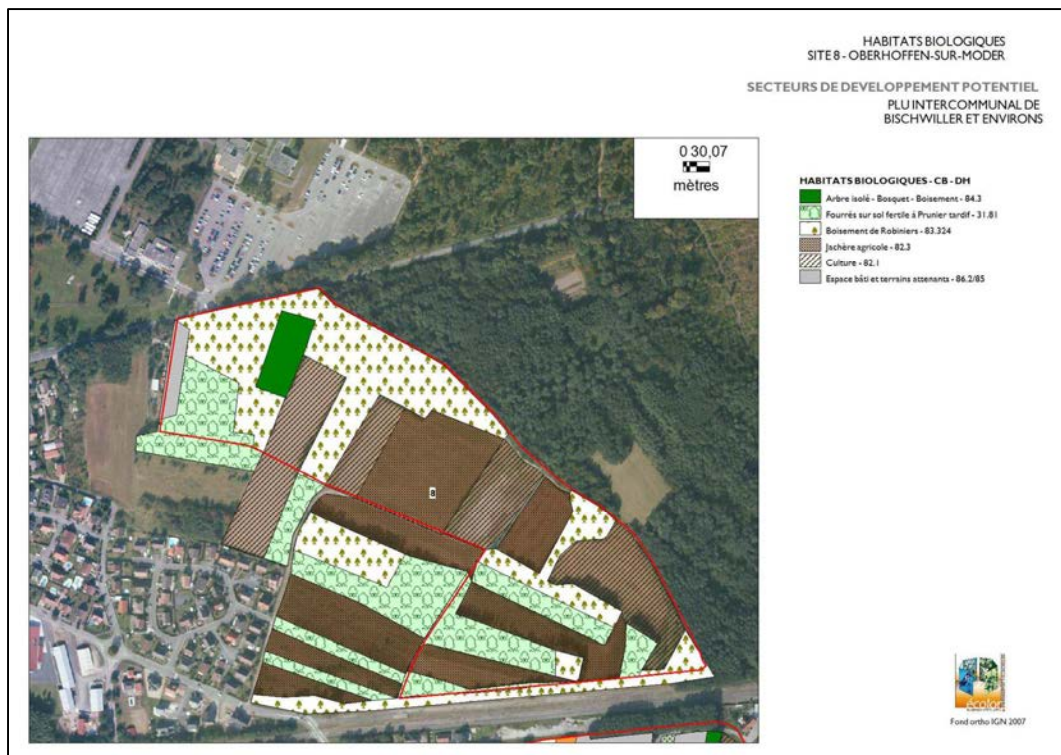 HABITATS BIOLOGIQUES
SITE 8 - OBERHOFFEN-SUR-MODER
SECTEURS DE DEVELOPPEMENT POTENTIEL
PLU INTERCOMMUNAL DE
BISCHWILLER ET ENVIRONS
0 30,07
mètres
HABITATS BIOLOGIQUES - CB - DH
Arbre isolé - Bosquet - Boisement - 84.3
Fourrés sur sol fertile à Prunier tardif - 31.81
Boisement de Robiniers - 83.324
Jachère agricole - 82.3
Culture - 82.1
Espace bâti et terrains attenants - 86.2/85
8
écolor
Fond ortho IGN 2007